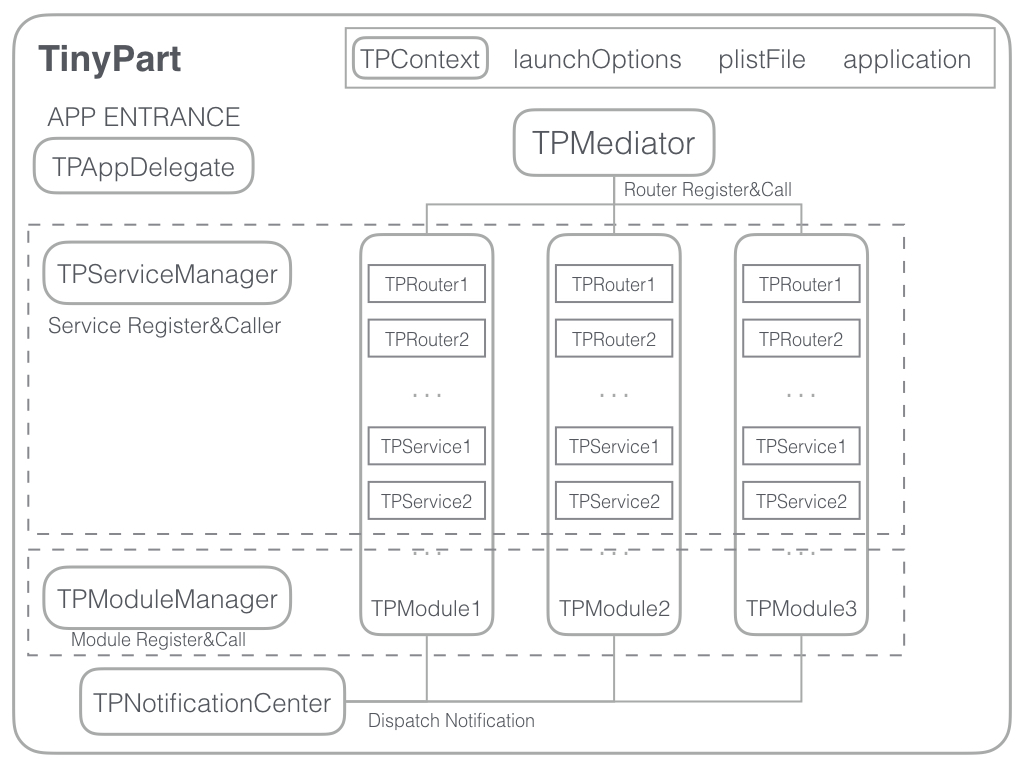 TinyPart
TPContext launchOptions plistFile application
APP ENTRANCE
TPAppDelegate
TPMediator
Router Register&Call
TPServiceManager
Service Register&Caller
TPRouter1 TPRouter1 TPRouter1
TPRouter2 TPRouter2 TPRouter2
... ... ...
TPService1 TPService1 TPService1
TPService2 TPService2 TPService2
... ... ...
TPModuleManager
Module Register&Call
TPModule1 TPModule2 TPModule3
TPNotificationCenter
Dispatch Notification